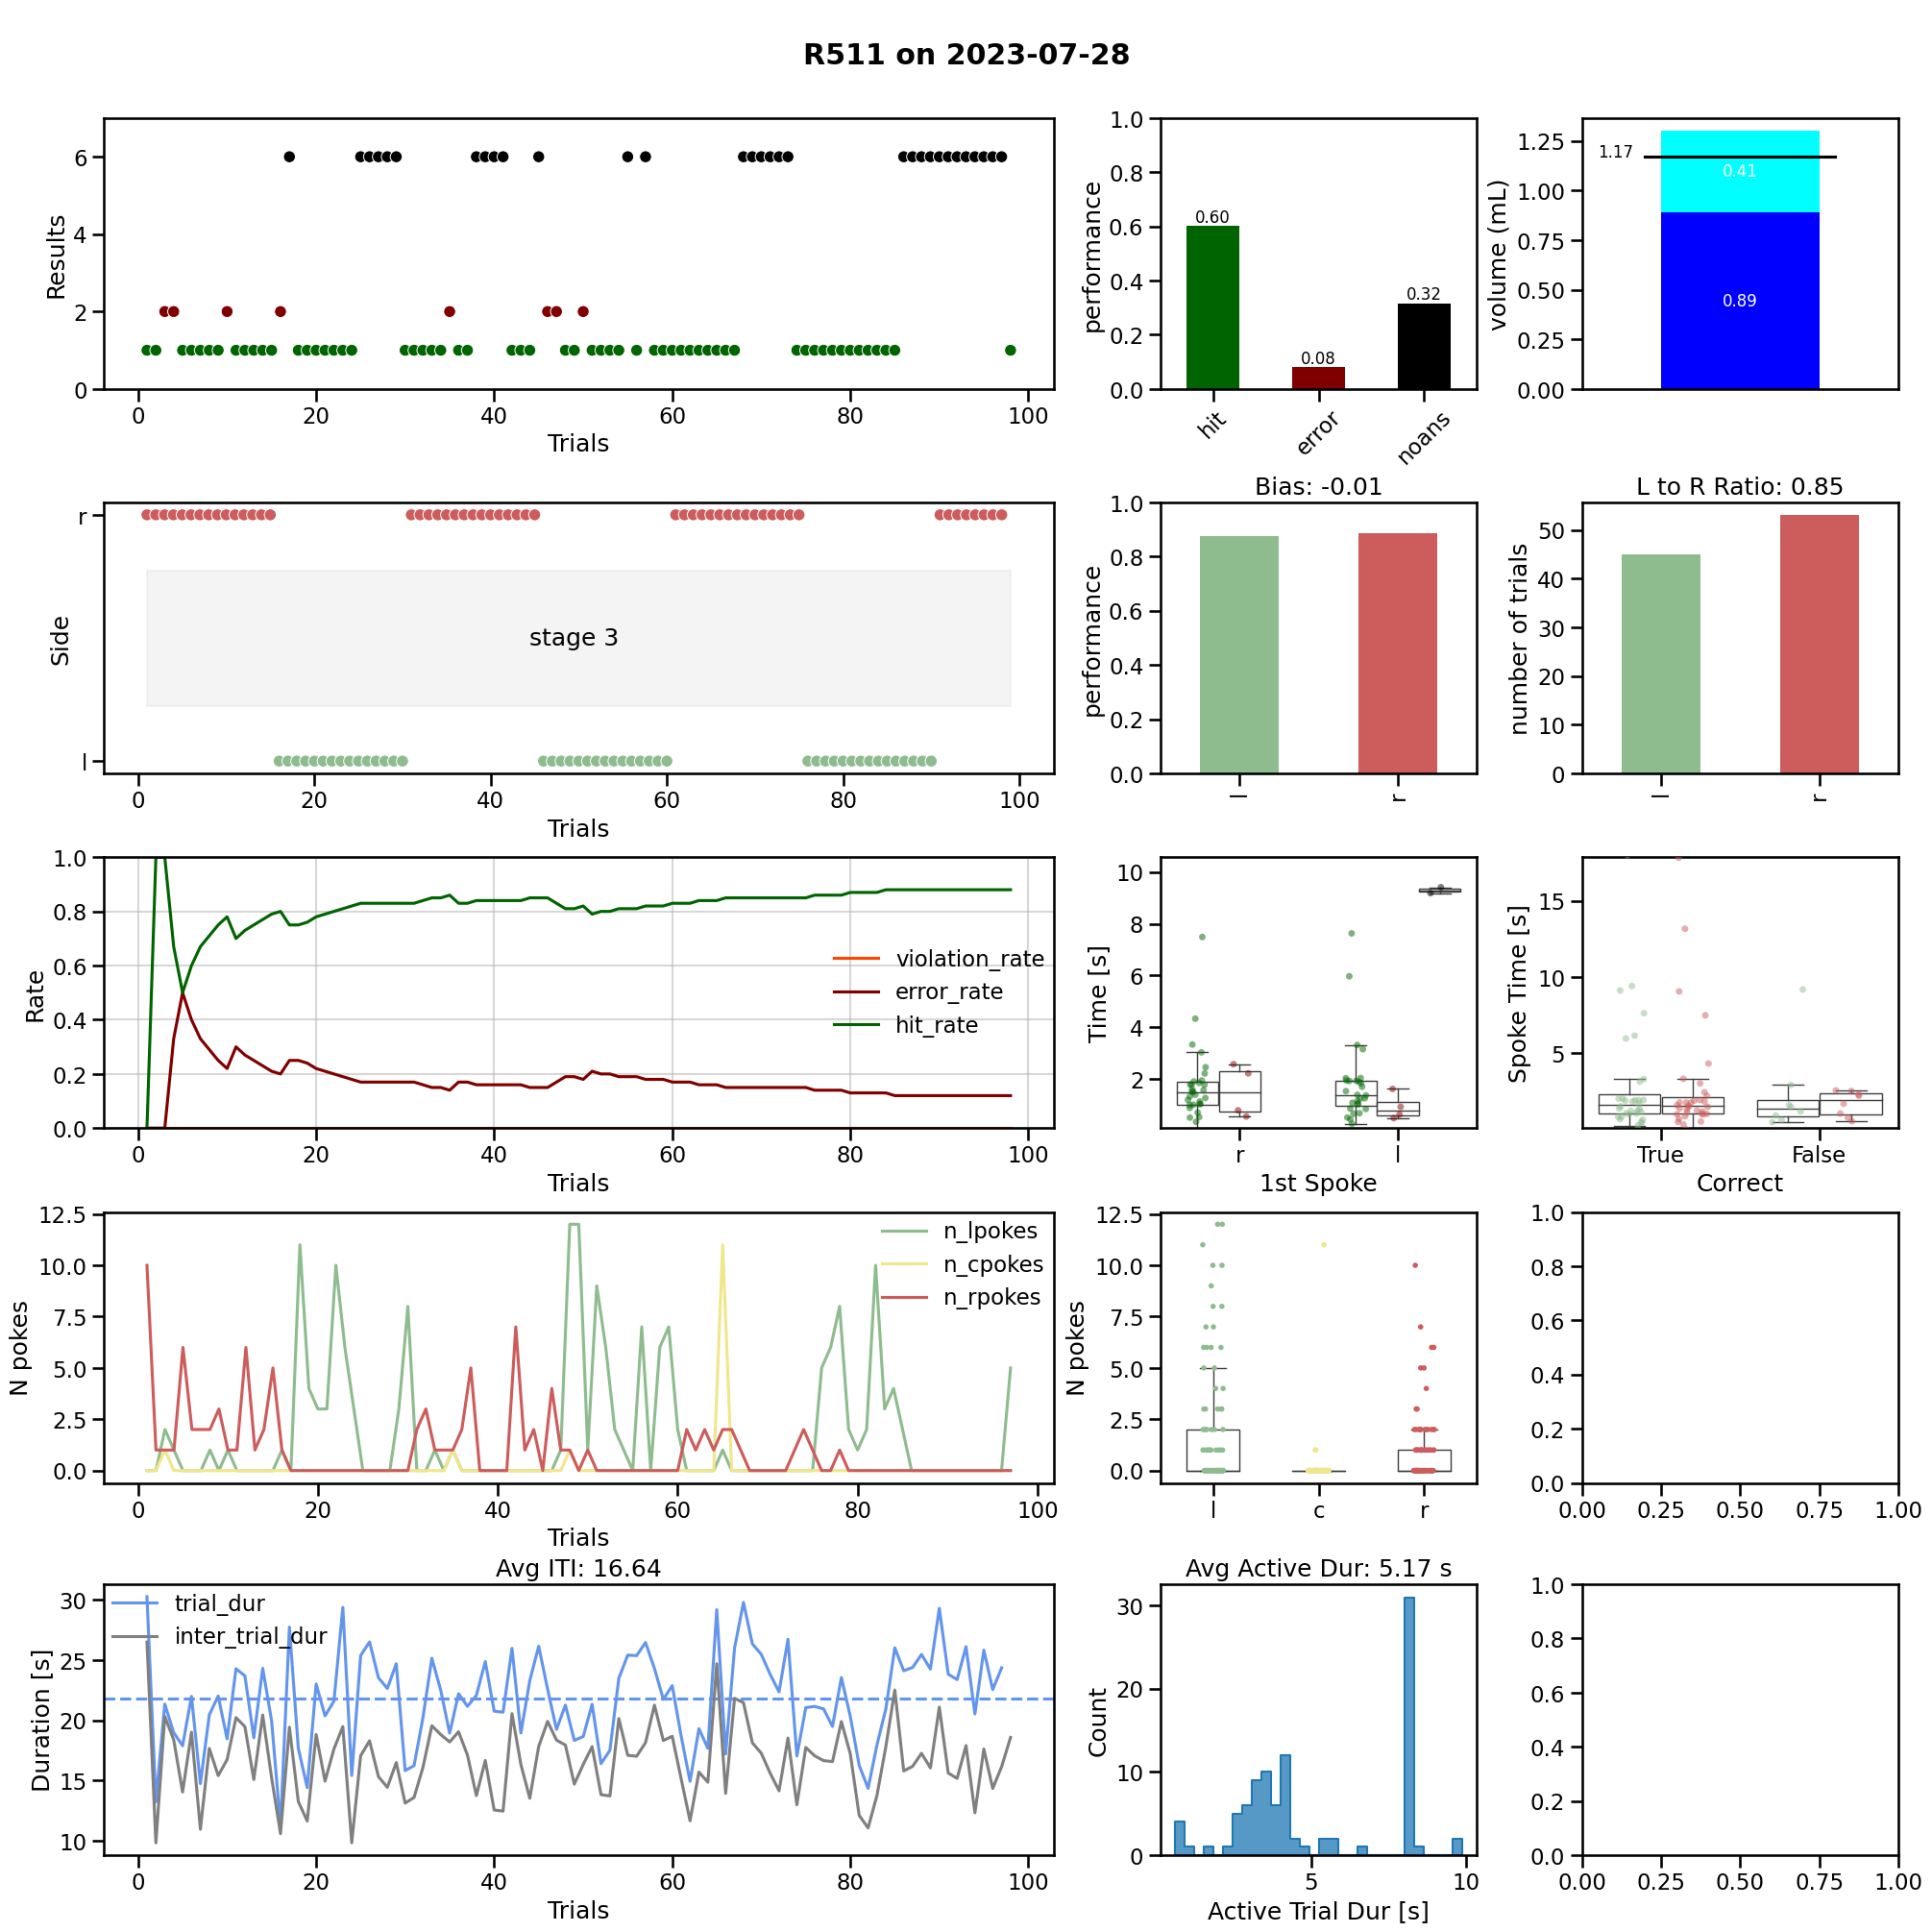 R511 on 2023-07-28
6
4
2
0
Results
0 20 40 60 80 100
Trials
1.0
0.8
0.6
0.4
0.2
0.0
performance
0.60
0.08
0.32
hit
error
noans
1.25
1.00
0.75
0.50
0.25
0.00
volume (mL)
1.17
0.41
0.89
r
l
Side
stage 3
0 20 40 60 80 100
Trials
Bias: -0.01
1.0
0.8
0.6
0.4
0.2
0.0
performance
l r
L to R Ratio: 0.85
50
40
30
20
10
0
number of trials
l r
1.0
0.8
0.6
0.4
0.2
0.0
Rate
violation_rate
error_rate
hit_rate
0 20 40 60 80 100
Trials
10
8
6
4
2
Time [s]
r l
1st Spoke
15
10
5
Spoke Time [s]
True False
Correct
12.5
10.0
7.5
5.0
2.5
0.0
N pokes
n_lpokes
n_cpokes
n_rpokes
0 20 40 60 80 100
Trials
12.5
10.0
7.5
5.0
2.5
0.0
N pokes
l c r
1.0
0.8
0.6
0.4
0.2
0.0
0.00 0.25 0.50 0.75 1.00
Avg ITI: 16.64
30
25
20
15
10
Duration [s]
trial_dur
inter_trial_dur
0 20 40 60 80 100
Trials
Avg Active Dur: 5.17 s
30
20
10
0
Count
5 10
Active Trial Dur [s]
1.0
0.8
0.6
0.4
0.2
0.0
0.00 0.25 0.50 0.75 1.00